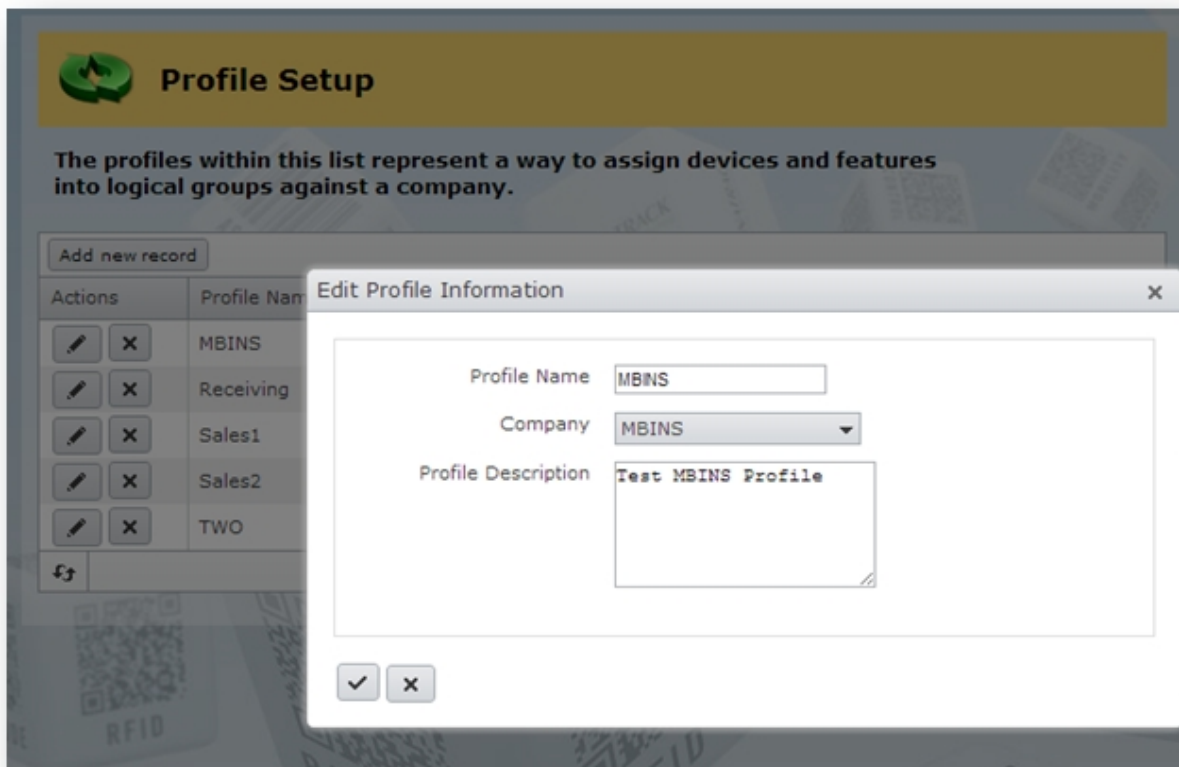 Profile Setup
The profiles within this list represent a way to assign devices and features
into logical groups against a company.
TRACK
Add new record
Actions
Edit Profile Information
MBINS
Receiving
Sales1
Sales2
TWO
Profile Name
MBINS
Company
MBINS
Profile Description
Test MBINS Profile
RFID